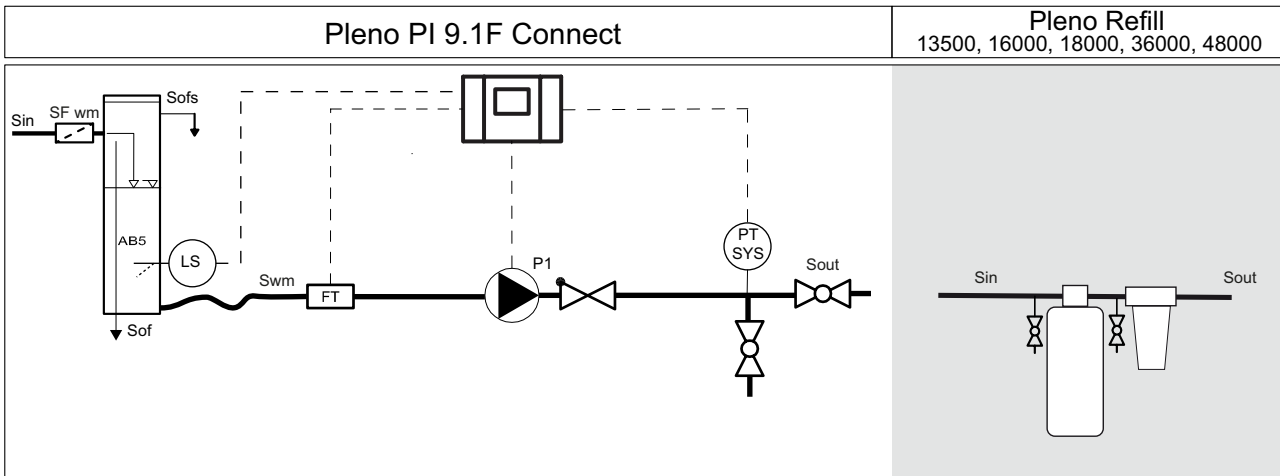 Pleno PI 9.1F Connect
Pleno Refill
13500, 16000, 18000, 36000, 48000
Sin
SF wm
Sofs
AB5
LS
Swm
FT
Sof
P1
PT
SYS
Sout
Sin
Sout